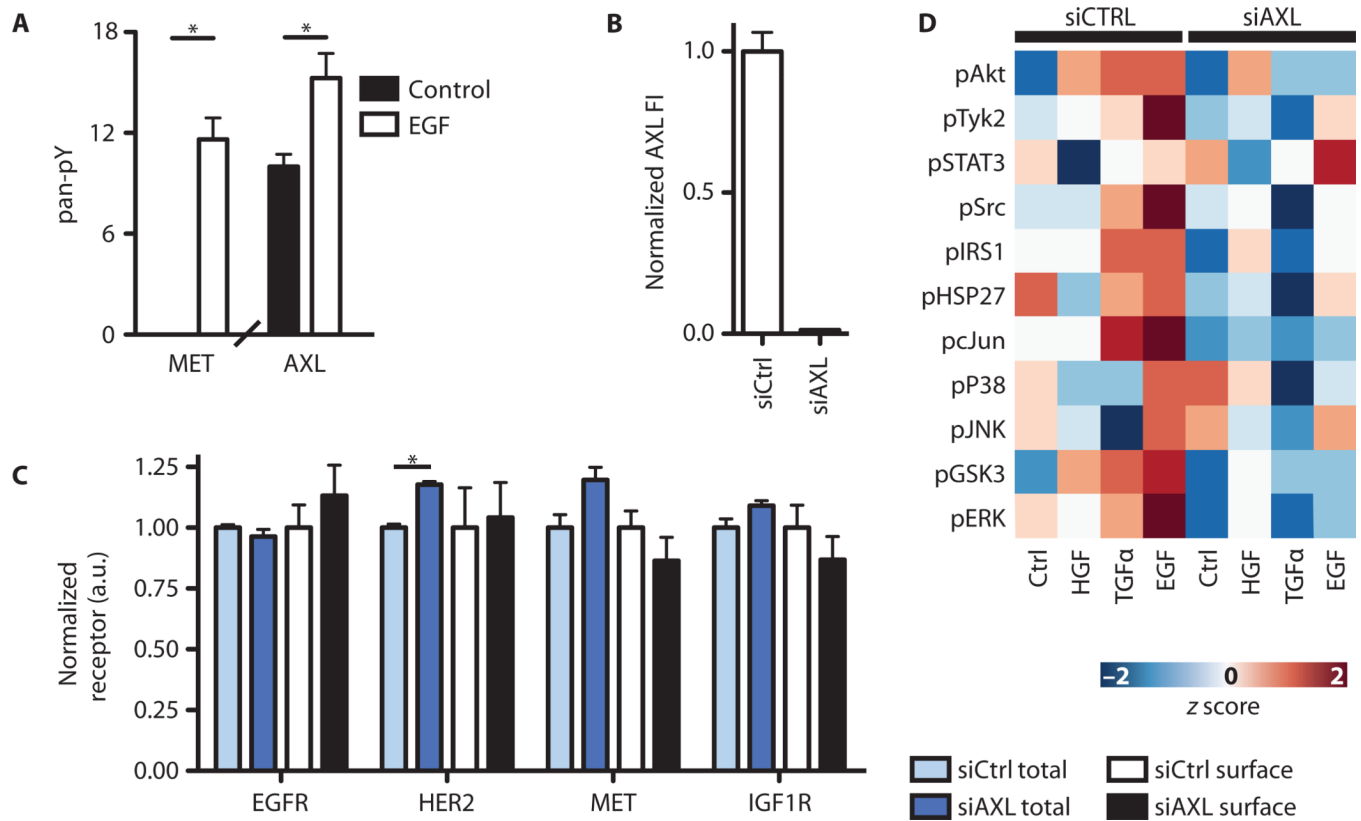 A
pan-pY
18
12
6
0
*
*
MET
AXL
Control
EGF
B
Normalized AXL FI
1.0
0.5
0.0
siCtrl
siAXL
C
Normalized
receptor (a.u.)
1.25
1.00
0.75
0.50
0.25
0.00
*
EGFR
HER2
MET
IGF1R
D
siCTRL
siAXL
pAkt
pTyk2
pSTAT3
pSrc
pIRS1
pHSP27
pcJun
pP38
pJNK
pGSK3
pERK
Ctrl
HGF
TGFα
EGF
Ctrl
HGF
TGFα
EGF
−2 0 2
z score
siCtrl total
siAXL total
siCtrl surface
siAXL surface